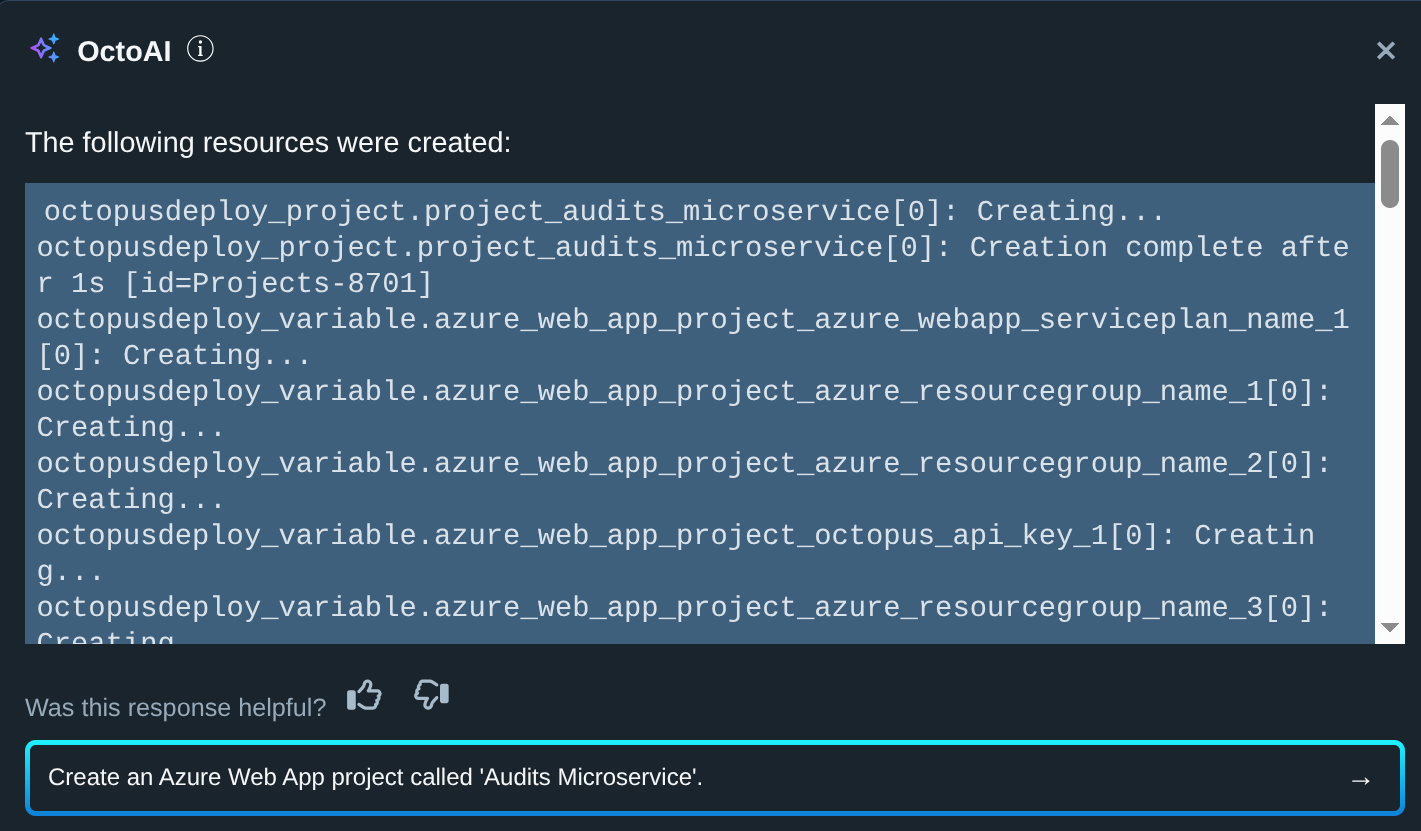 OctoAI
The following resources were created:
octopusdeploy_project.project_audits_microservice[0]: Creating...
octopusdeploy_project.project_audits_microservice[0]: Creation complete afte
r 1s [id=Projects-8701]
octopusdeploy_variable.azure_web_app_project_azure_webapp_serviceplan_name_1
[0]: Creating...
octopusdeploy_variable.azure_web_app_project_azure_resourcegroup_name_1[0]:
Creating...
octopusdeploy_variable.azure_web_app_project_azure_resourcegroup_name_2[0]:
Creating...
octopusdeploy_variable.azure_web_app_project_octopus_api_key_1[0]: Creatin
g...
octopusdeploy_variable.azure_web_app_project_azure_resourcegroup_name_3[0]:
Creating
Was this response helpful?
Create an Azure Web App project called 'Audits Microservice'. →